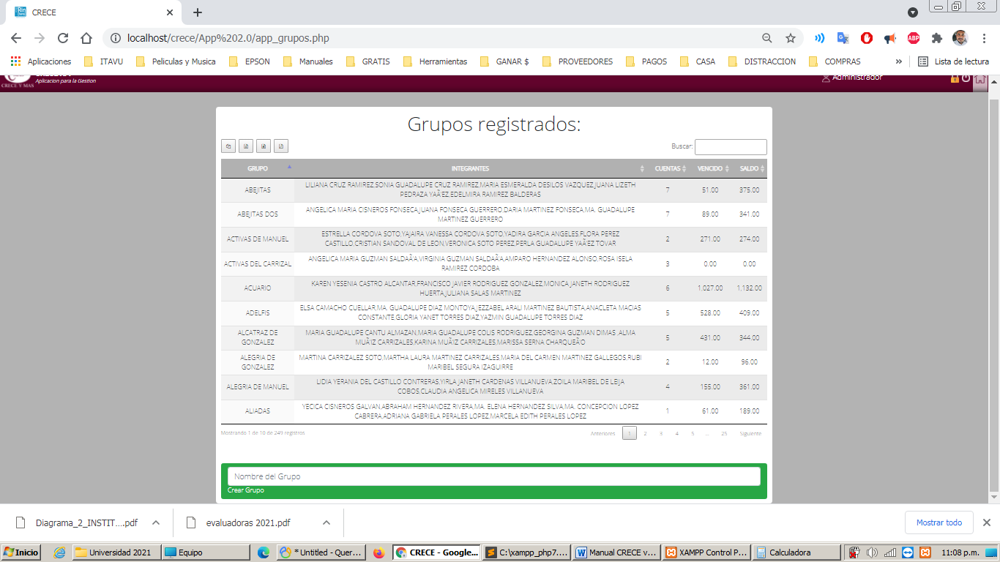 CRECE
localhost/crece/App%202.0/app_grupos.php
Aplicaciones ITAVU Peliculas y Musica EPSON Manuales GRATIS Herramientas GANAR $ PROVEEDORES PAGOS CASA DISTRACCION COMPRAS » Lista de lectura
CRECE Y MAS
Aplicacion para la Gestion
Administrador
Grupos registrados:
Buscar:
GRUPO INTEGRANTES CUENTAS VENCIDO SALDO
LILIANA CRUZ RAMIREZ,SONIA GUADALUPE CRUZ RAMIREZ,MARIA ESMERALDA DESILOS VAZQUEZ,JUANA LIZETH
ABEJITAS 7 51.00 375.00
PEDRAZA YAÃ'EZ,EDELMIRA RAMIREZ BALDERAS
ANGELICA MARIA CISNEROS FONSECA,JUANA FONSECA GUERRERO,DARIA MARTINEZ FONSECA,MA. GUADALUPE
ABEJITAS DOS 7 89.00 341.00
MARTINEZ GUERRERO
ESTRELLA CORDOVA SOTO,YAJAIRA VANESSA CORDOVA SOTO,YADIRA GARCIA ANGELES,FLORA PEREZ
ACTIVAS DE MANUEL 2 271.00 274.00
CASTILLO,CRISTIAN SANDOVAL DE LEON,VERONICA SOTO PEREZ,PERLA GUADALUPE YAÃ'EZ TOVAR
ANGELICA MARIA GUZMAN SALDAÃ'A,VIRGINIA GUZMAN SALDAÃ'A,AMPARO HERNANDEZ ALONSO,ROSA ISELA
ACTIVAS DEL CARRIZAL 3 0.00 0.00
RAMIREZ CORDOBA
KAREN YESENIA CASTRO ALCANTAR,FRANCISCO JAVIER RODRIGUEZ GONZALEZ,MONICA JANETH RODRIGUEZ
ACUARIO 6 1,027.00 1,132.00
HUERTA,JULIANA SALAS MARTINEZ
ELSA CAMACHO CUELLAR,MA. GUADALUPE DIAZ MONTOYA,JEZZABEL ARALI MARTINEZ BAUTISTA,ANACLETA MACIAS
ADELFIS 5 528.00 409.00
CONSTANTE,GLORIA YANET TORRES DIAZ,YAZMIN GUADALUPE TORRES DIAZ
ALCATRAZ DE MARIA GUADALUPE CANTU ALMAZAN,MARIA GUADALUPE COLIS RODRIGUEZ,GEORGINA GUZMAN DIMAS ,ALMA
5 431.00 344.00
GONZALEZ MUÃ'IZ CARRIZALES,KARINA MUÃ'IZ CARRIZALES,MARISSA SERNA CHARQUEÃ'O
ALEGRIA DE MARTINA CARRIZALEZ SOTO,MARTHA LAURA MARTINEZ CARRIZALES,MARIA DEL CARMEN MARTINEZ GALLEGOS,RUBI
2 12.00 96.00
GONZALEZ MARIBEL SEGURA IZAGUIRRE
LIDIA YERANIA DEL CASTILLO CONTRERAS,YIRLA JANETH CARDENAS VILLANUEVA,ZOILA MARIBEL DE LEIJA
ALEGRIA DE MANUEL 4 155.00 361.00
COBOS,CLAUDIA ANGELICA MIRELES VILLANUEVA
YECICA CISNEROS GALVAN,ABRAHAM HERNANDEZ RIVERA,MA. ELENA HERNANDEZ SILVA,MA. CONCEPCION LOPEZ
ALIADAS 1 61.00 189.00
CABRERA,ADRIANA GABRIELA PERALES LOPEZ,MARCELA EDITH PERALES LOPEZ
Mostrando 1 de 10 de 249 registros Anteriores 1 2 3 4 5 ... 25 Siguiente
Nombre del Grupo
Crear Grupo
Diagrama_2_INSTIT....pdf evaluadoras 2021.pdf Mostrar todo
Inicio Universidad 2021 Equipo * Untitled - Quer... CRECE - Google... C:\xampp_php7.... Manual CRECE v... XAMPP Control P... Calculadora 11:08 p.m.